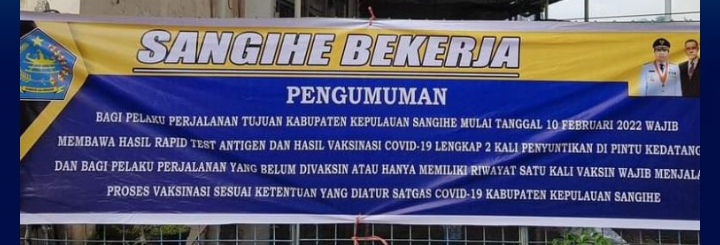 SANGIHE BEKERJA
PENGUMUMAN
BAGI PELAKU PERJALANAN TUJUAN KABUPATEN KEPULAUAN SANGIHE MULAI TANGGAL 10 FEBRUARI 2022 WAJIB
MEMBAWA HASIL RAPID TEST ANTIGEN DAN HASIL VAKSINASI COVID-19 LENGKAP 2 KALI PENYUNTIKAN DI PINTU KEDATANG
DAN BAGI PELAKU PERJALANAN YANG BELUM DIVAKSIN ATAU HANYA MEMILIKI RIWAYAT SATU KALI VAKSIN WAJIB MENJALA
PROSES VAKSINASI SESUAI KETENTUAN YANG DIATUR SATGAS COVID-19 KABUPATEN KEPULAUAN SANGIHE